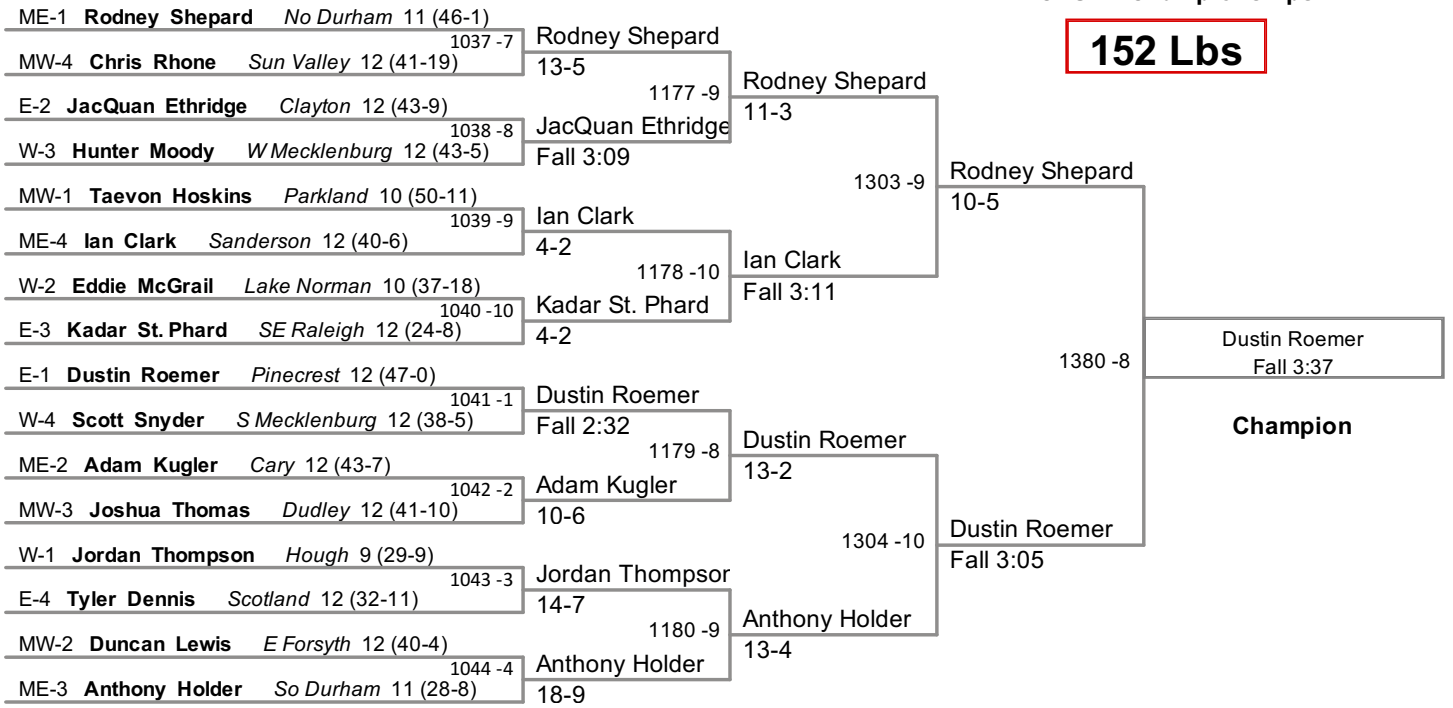 152 Lbs
ME-1 Rodney Shepard No Durham 11 (46-1)
1037 -7
MW-4 Chris Rhone Sun Valley 12 (41-19)
E-2 JacQuan Ethridge Clayton 12 (43-9)
1038 -8
W-3 Hunter Moody W Mecklenburg 12 (43-5)
MW-1 Taevon Hoskins Parkland 10 (50-11)
1039 -9
ME-4 Ian Clark Sanderson 12 (40-6)
W-2 Eddie McGrail Lake Norman 10 (37-18)
1040 -10
E-3 Kadar St. Phard SE Raleigh 12 (24-8)
E-1 Dustin Roemer Pinecrest 12 (47-0)
1041 -1
W-4 Scott Snyder S Mecklenburg 12 (38-5)
ME-2 Adam Kugler Cary 12 (43-7)
1042 -2
MW-3 Joshua Thomas Dudley 12 (41-10)
W-1 Jordan Thompson Hough 9 (29-9)
1043 -3
E-4 Tyler Dennis Scotland 12 (32-11)
MW-2 Duncan Lewis E Forsyth 12 (40-4)
1044 -4
ME-3 Anthony Holder So Durham 11 (28-8)
Rodney Shepard
13-5
1177 -9
JacQuan Ethridge
Fall 3:09
Ian Clark
4-2
1178 -10
Kadar St. Phard
4-2
Dustin Roemer
Fall 2:32
1179 -8
Adam Kugler
10-6
Jordan Thompson
14-7
1180 -9
Anthony Holder
18-9
Rodney Shepard
11-3
1303 -9
Ian Clark
Fall 3:11
Dustin Roemer
13-2
1304 -10
Anthony Holder
13-4
Rodney Shepard
10-5
1380 -8
Dustin Roemer
Fall 3:05
Dustin Roemer
Fall 3:37
Champion